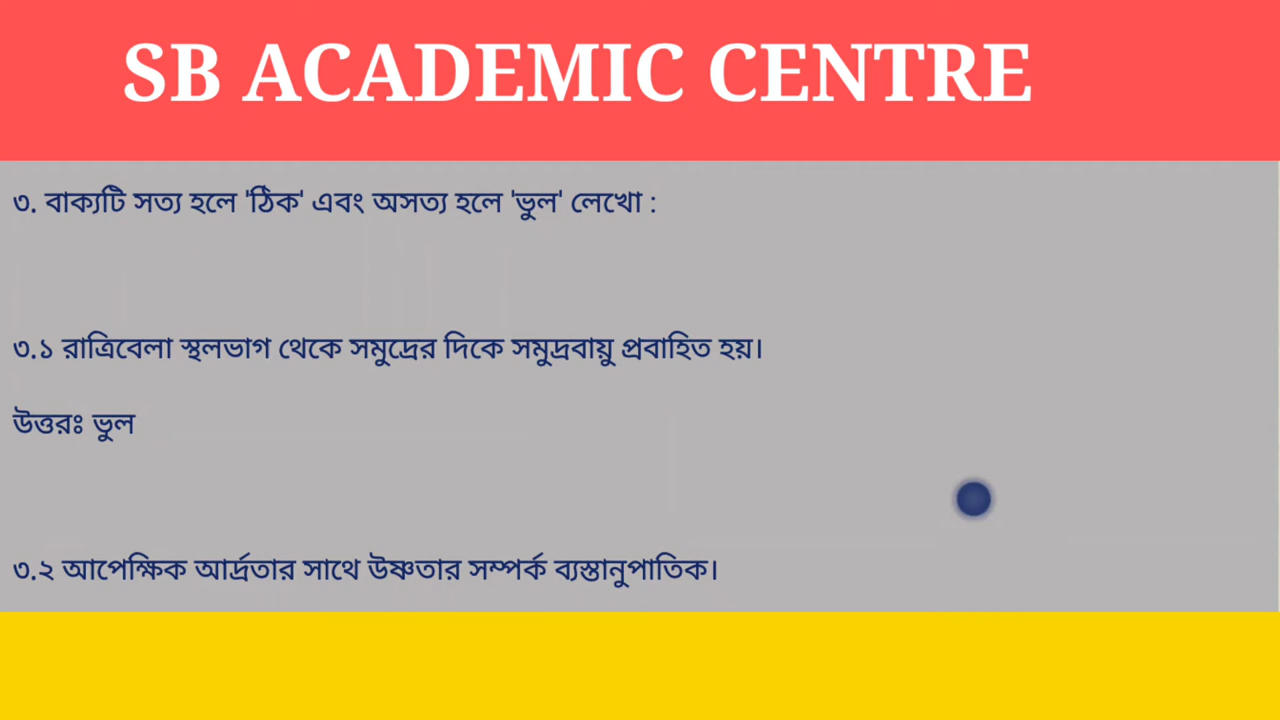 SB ACADEMIC CENTRE
৩. বাক্যটি সত্য হলে 'ঠিক' এবং অসত্য হলে 'ভুল' লেখো :
৩.১ রাত্রিবেলা স্থলভাগ থেকে সমুদ্রের দিকে সমুদ্রবায়ু প্রবাহিত হয়।
উত্তরঃ ভুল
৩.২ আপেক্ষিক আর্দ্রতার সাথে উষ্ণতার সম্পর্ক ব্যস্তানুপাতিক।